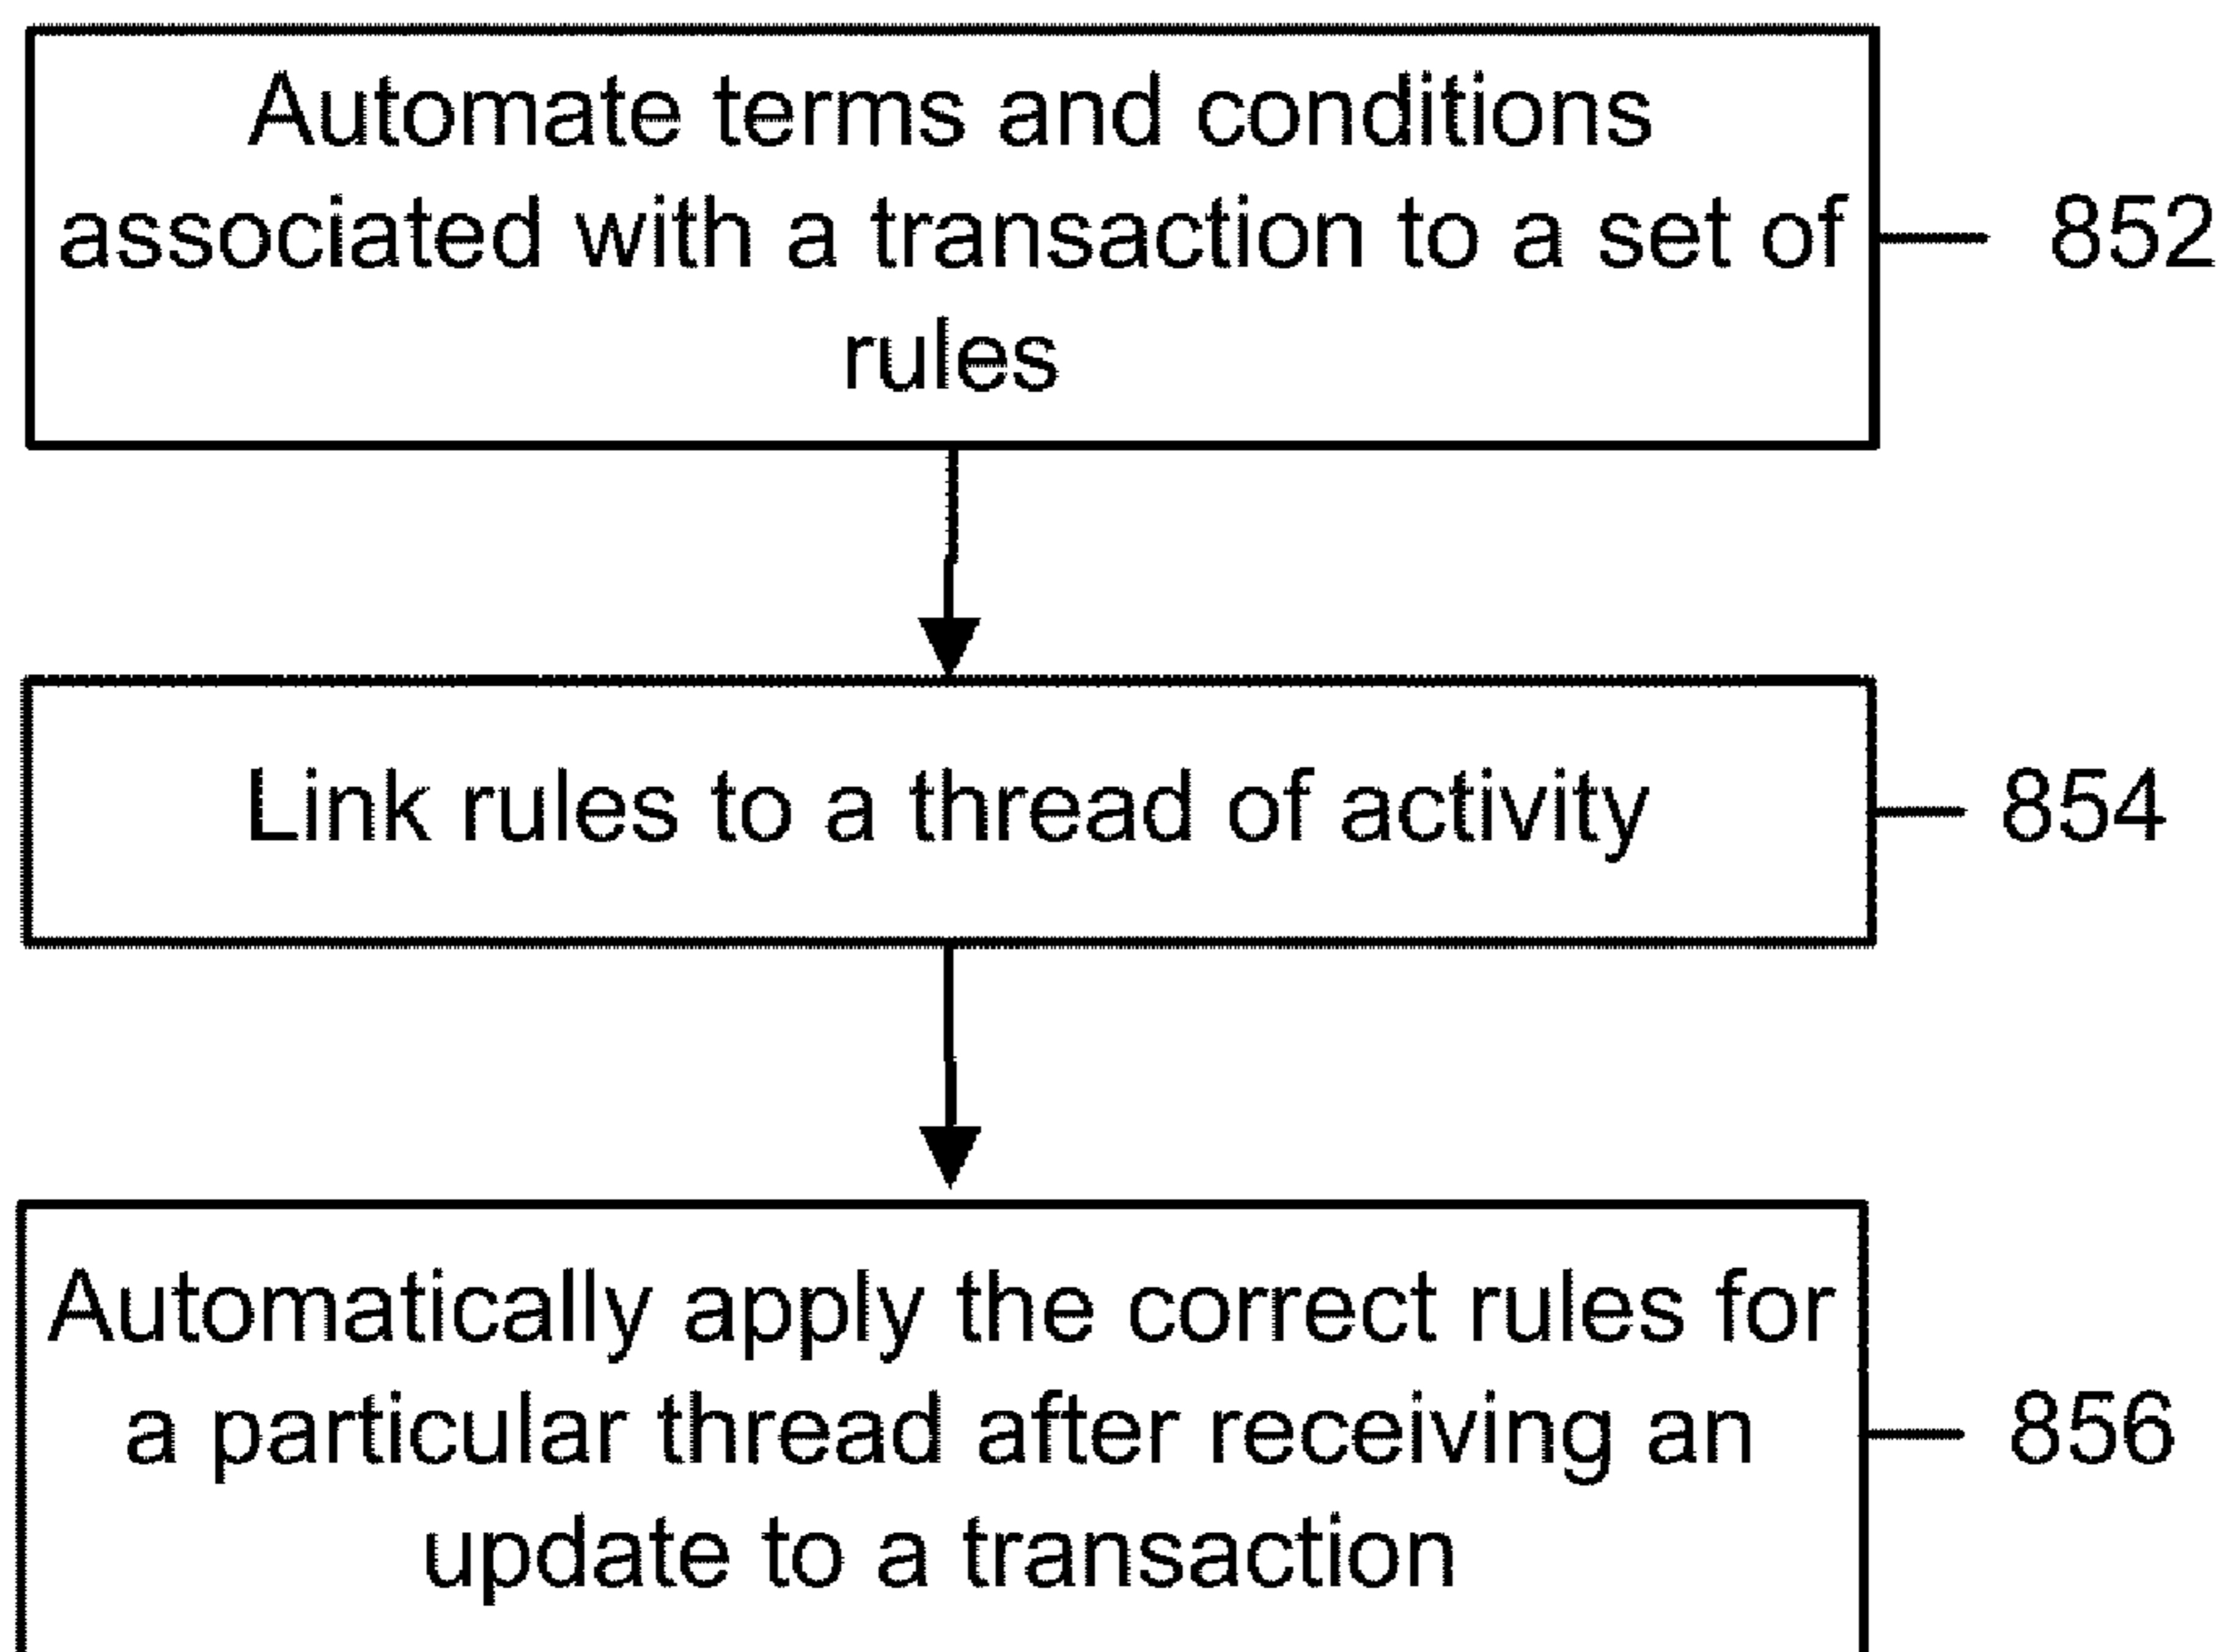 Automate terms and conditions
associated with a transaction to a set of
rules
852
Link rules to a thread of activity
854
Automatically apply the correct rules for
a particular thread after receiving an
update to a transaction
856